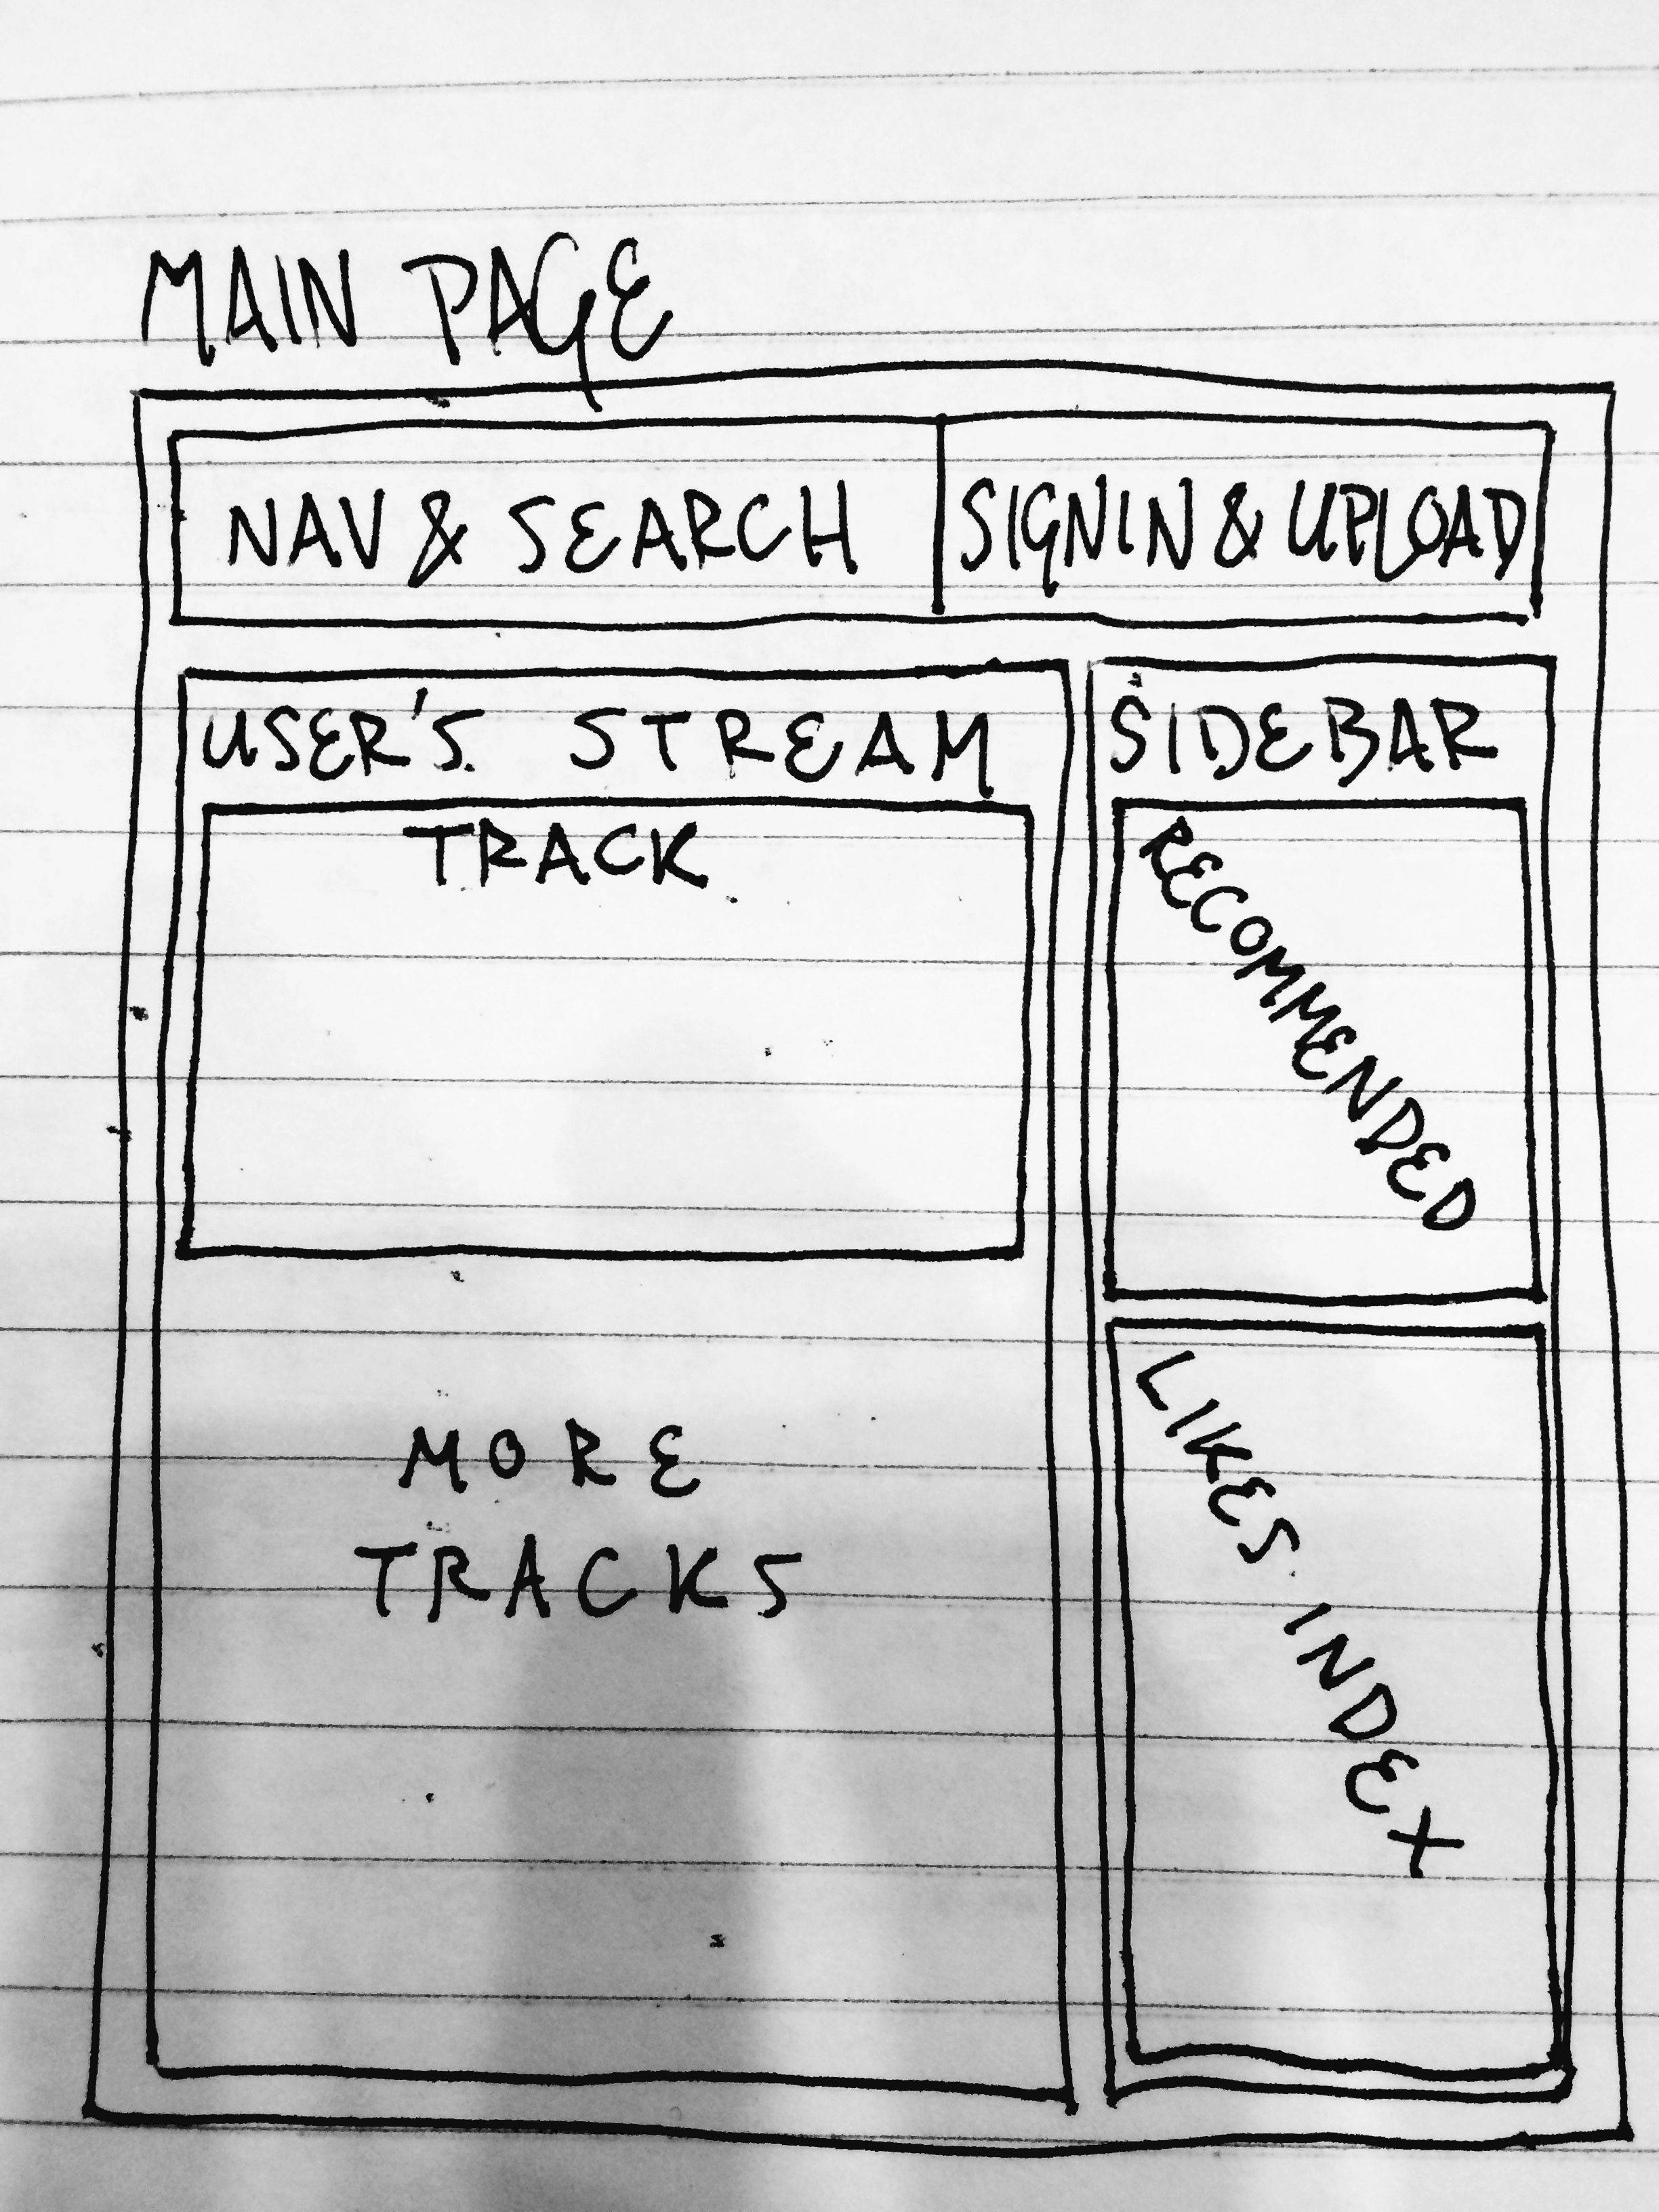 MAIN PAGE
NAV & SEARCH
SIGNIN & UPLOAD
USER'S STREAM
TRACK
MORE
TRACKS
SIDEBAR
RECOMMENDED
LIKES INDEX